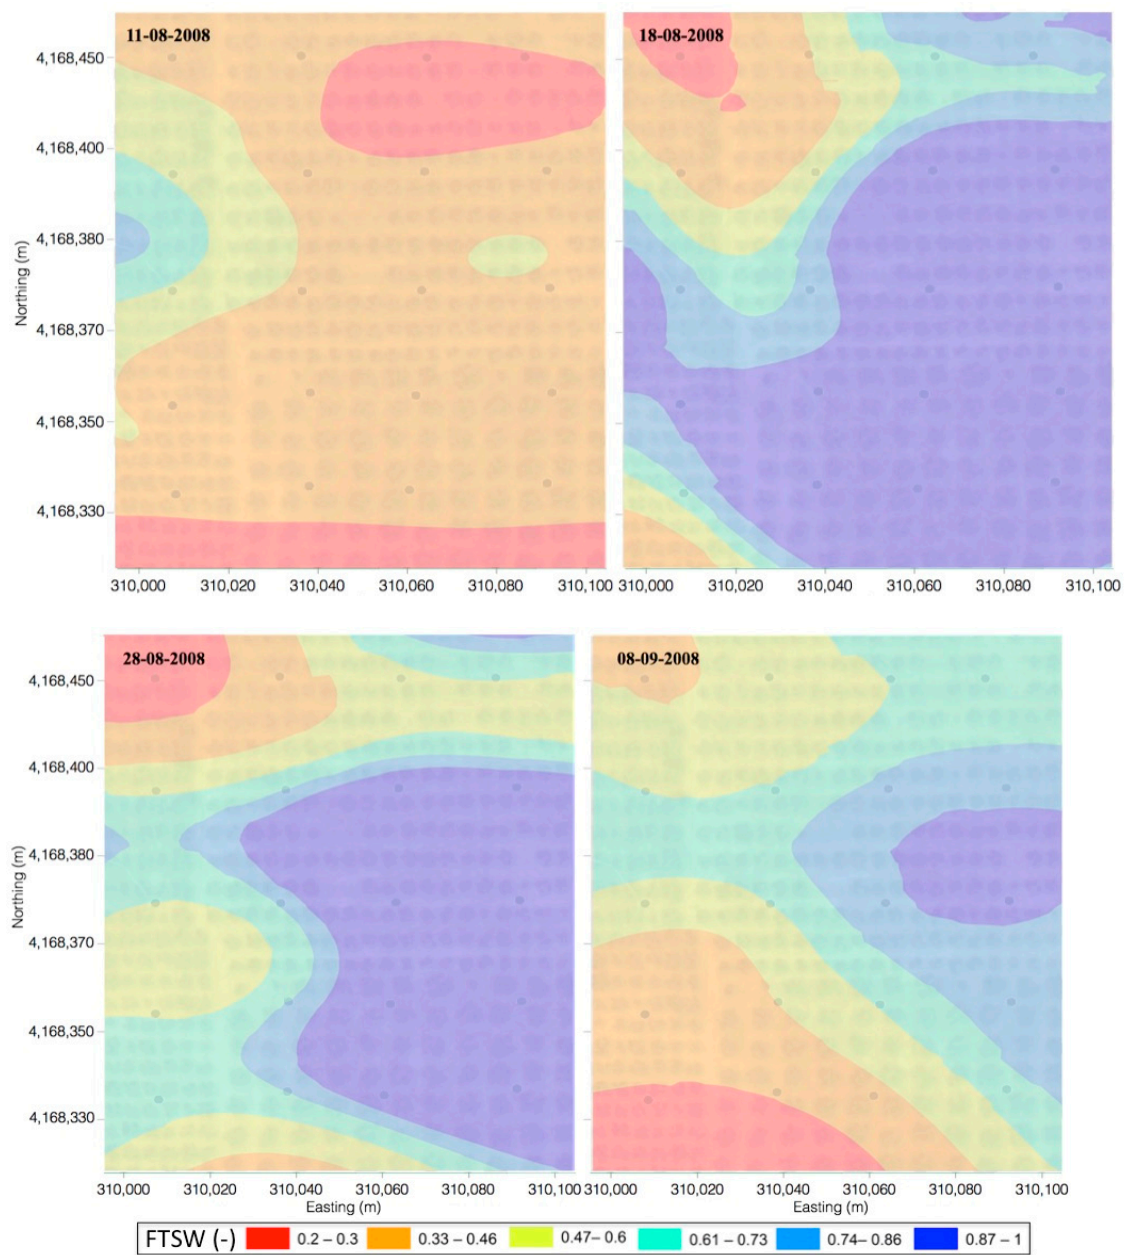 11-08-2008
18-08-2008
4,168,450
4,168,400
4,168,380
4,168,370
4,168,350
4,168,330
Northing (m)
310,000 310,020 310,040 310,060 310,080 310,100
310,000 310,020 310,040 310,060 310,080 310,10
28-08-2008
08-09-2008
4,168,450
4,168,400
4,168,380
4,168,370
4,168,350
4,168,330
Northing (m)
310,000 310,020 310,040 310,060 310,080 310,100
310,000 310,020 310,040 310,060 310,080 310,100
Easting (m)
Easting (m)
FTSW (-) 0.2 – 0.3 0.33 – 0.46 0.47– 0.6 0.61 – 0.73 0.74– 0.86 0.87 – 1